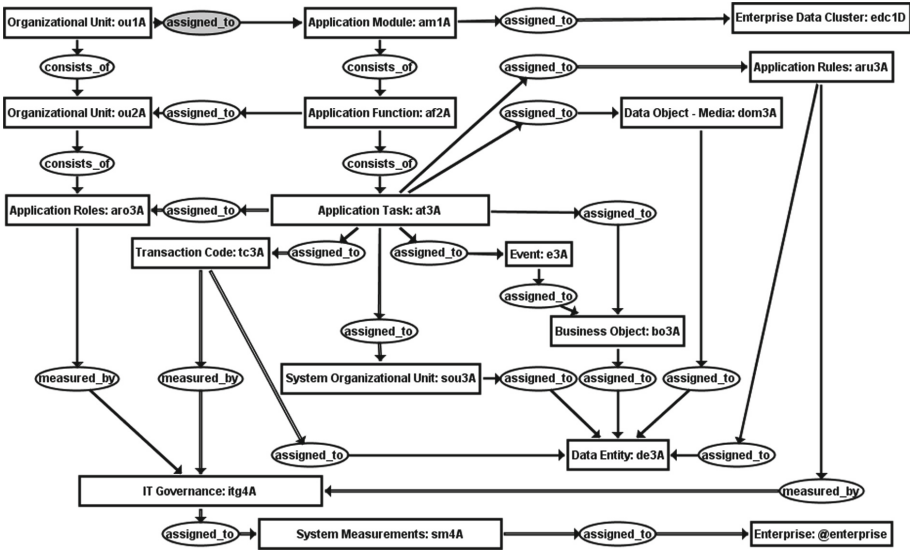 Organizational Unit: ou1A
assigned_to
Application Module: am1A
assigned_to
Enterprise Data Cluster: edc1D
consists_of
consists_of
assigned_to
Application Rules: aru3A
Organizational Unit: ou2A
assigned_to
Application Function: af2A
assigned_to
Data Object - Media: dom3A
consists_of
consists_of
Application Roles: aro3A
assigned_to
Application Task: at3A
assigned_to
Transaction Code: tc3A
assigned_to
assigned_to
Event: e3A
assigned_to
assigned_to
Business Object: bo3A
measured_by
measured_by
System Organizational Unit: sou3A
assigned_to
assigned_to
assigned_to
assigned_to
Data Entity: de3A
assigned_to
IT Governance: itg4A
measured_by
assigned_to
System Measurements: sm4A
assigned_to
Enterprise: @enterprise